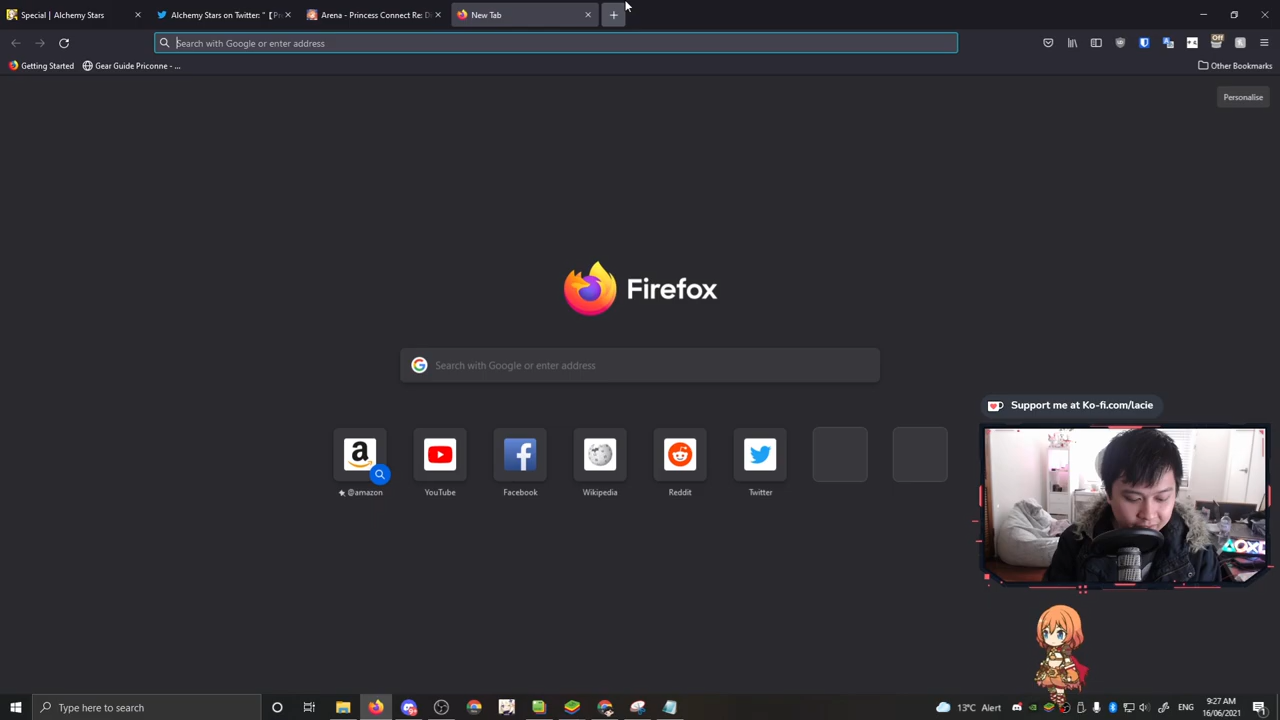 Special | Alchemy Stars
Alchemy Stars on Twitter: "【Pr
Arena - Princess Connect Re: Di
New Tab
Search with Google or enter address
Off
Getting Started
Gear Guide Priconne - ...
Other Bookmarks
Personalise
Firefox
Search with Google or enter address
Support me at Ko-fi.com/lacie
@amazon
YouTube
Facebook
Wikipedia
Reddit
Twitter
Type here to search
13°C Alert
ENG
9:27 AM
16/06/2021